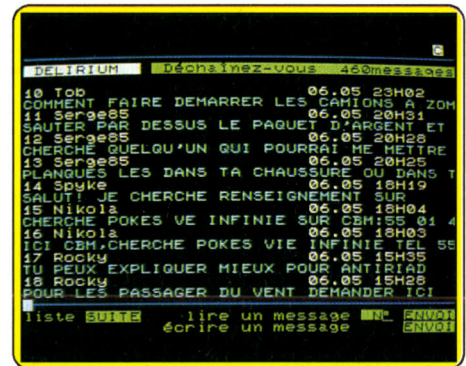 C
DELIRIUM Déchaînez-vous 460messages
10 Tob 06.05 23H02
COMMENT FAIRE DEMARRER LES CAMIONS A ZOM
11 Serge85 06.05 20H31
SAUTER PAR DESSUS LE PAQUET D'ARGENT ET
12 Serge85 06.05 20H28
CHERCHE QUELQU'UN QUI POURRAI ME METTRE
13 Serge85 06.05 20H25
PLANQUES LES DANS TA CHAUSSURE OU DANS T
14 Spyke 06.05 18H19
SALUT! JE CHERCHE RENSEIGNEMENT SUR
15 Nikola 06.05 18H04
CHERCHE POKES VE INFINIE SUR CBM:55 01 4
16 Nikola 06.05 18H03
ICI CBM,CHERCHE POKES VIE INFINIE TEL 55
17 Rocky 06.05 15H35
TU PEUX EXPLIQUER MIEUX POUR ANTIRIAD
18 Rocky 06.05 15H28
POUR LES PASSAGER DU VENT DEMANDER ICI
liste SUITE lire un message N° ENVOI
écrire un message ENVOI